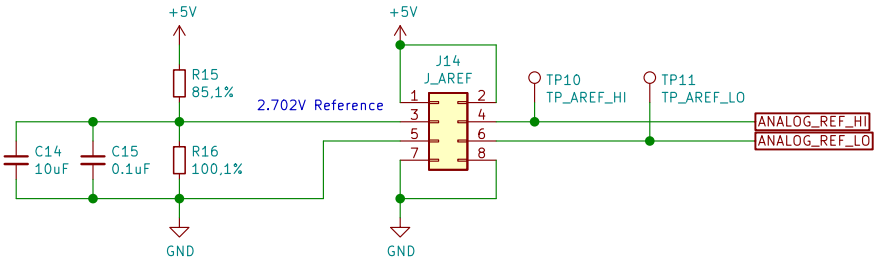 +5V
+5V
J14
J_AREF
R15
85,1%
TP10
TP_AREF_HI
TP11
TP_AREF_LO
2.702V Reference
1
2
3
4
5
6
7
8
ANALOG_REF_HI
ANALOG_REF_LO
C14
10uF
C15
0.1uF
R16
100,1%
GND
GND